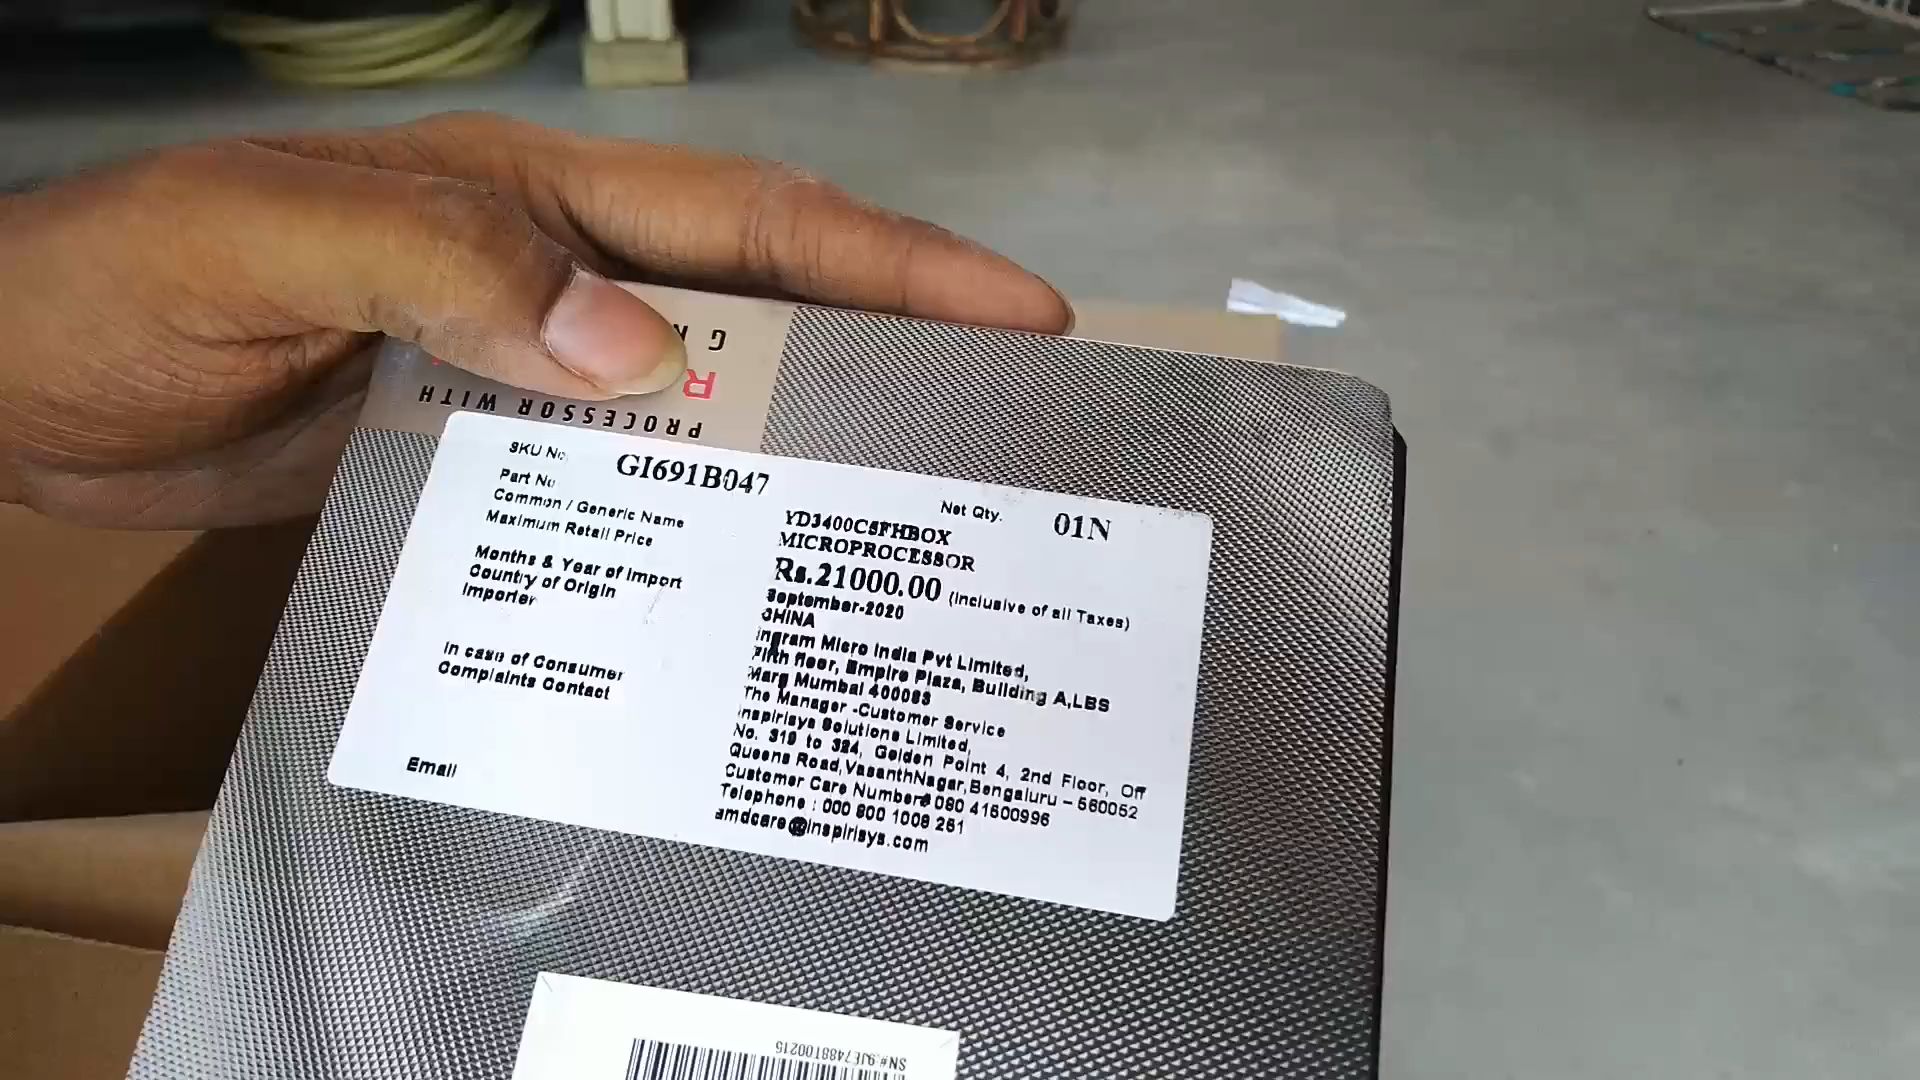 G
R
PROCESSOR WITH
SKU No. GI691B047
Net Qty. 01N
Part No YD3400C5FHBOX
Common / Generic Name MICROPROCESSOR
Maximum Retail Price Rs.21000.00 (Inclusive of all Taxes)
Months & Year of Import September-2020
Country of Origin CHINA
Importer Ingram Micro India Pvt Limited,
Fifth floor, Empire Plaza, Building A,LBS
Marg Mumbai 400083
In case of Consumer The Manager -Customer Service
Complaints Contact Inspirisys Solutions Limited,
No. 319 to 324, Golden Point 4, 2nd Floor, Off
Queens Road,VasanthNagar,Bengaluru – 560052
Customer Care Number: 080 41600996
Telephone : 000 800 1008 261
Email amdcare@inspirisys.com
SN#:9JE7488T00215